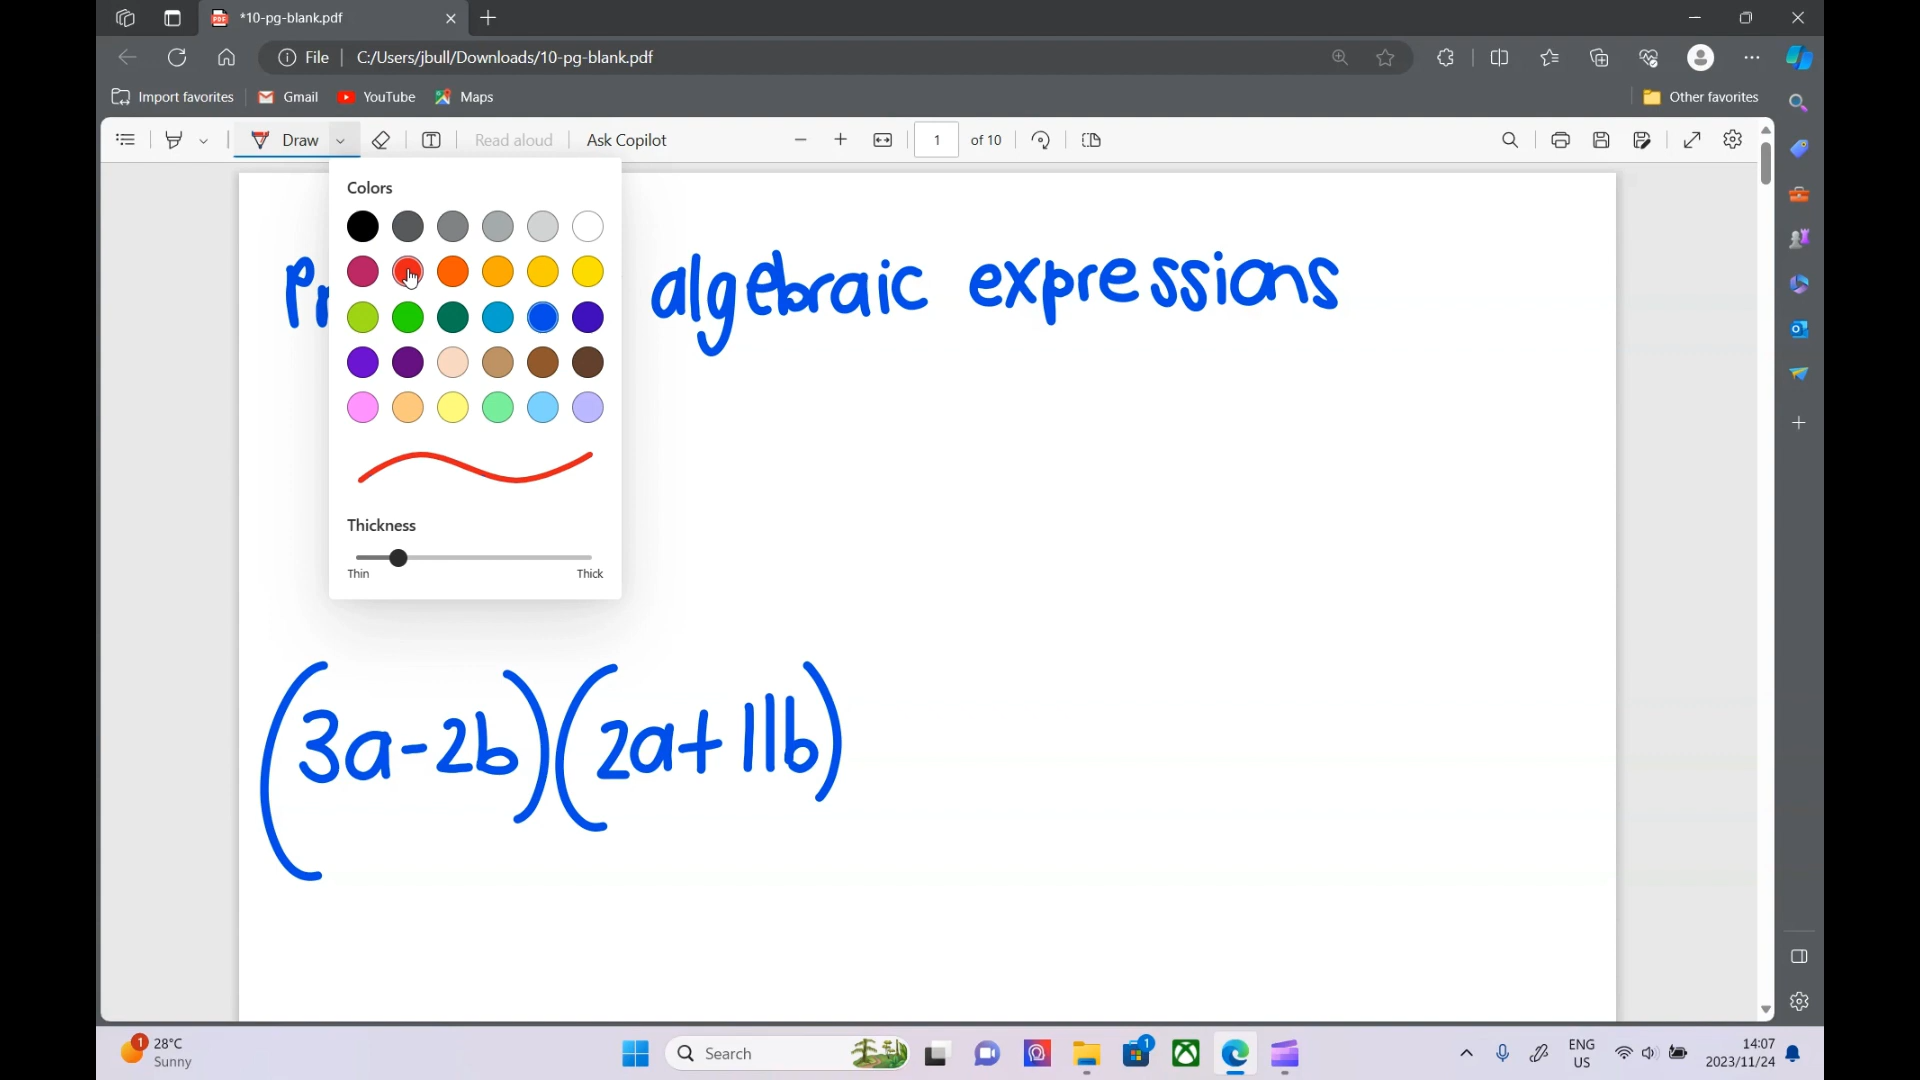 *10-pg-blank.pdf
File | C:/Users/jbull/Downloads/10-pg-blank.pdf
Import favorites Gmail YouTube Maps Other favorites
Draw Read aloud Ask Copilot 1 of 10
Colors
algebraic expressions
Thickness
Thin Thick
(3a-2b)(2a+11b)
1 28°C
Sunny
Search
1
ENG
US
14:07
2023/11/24